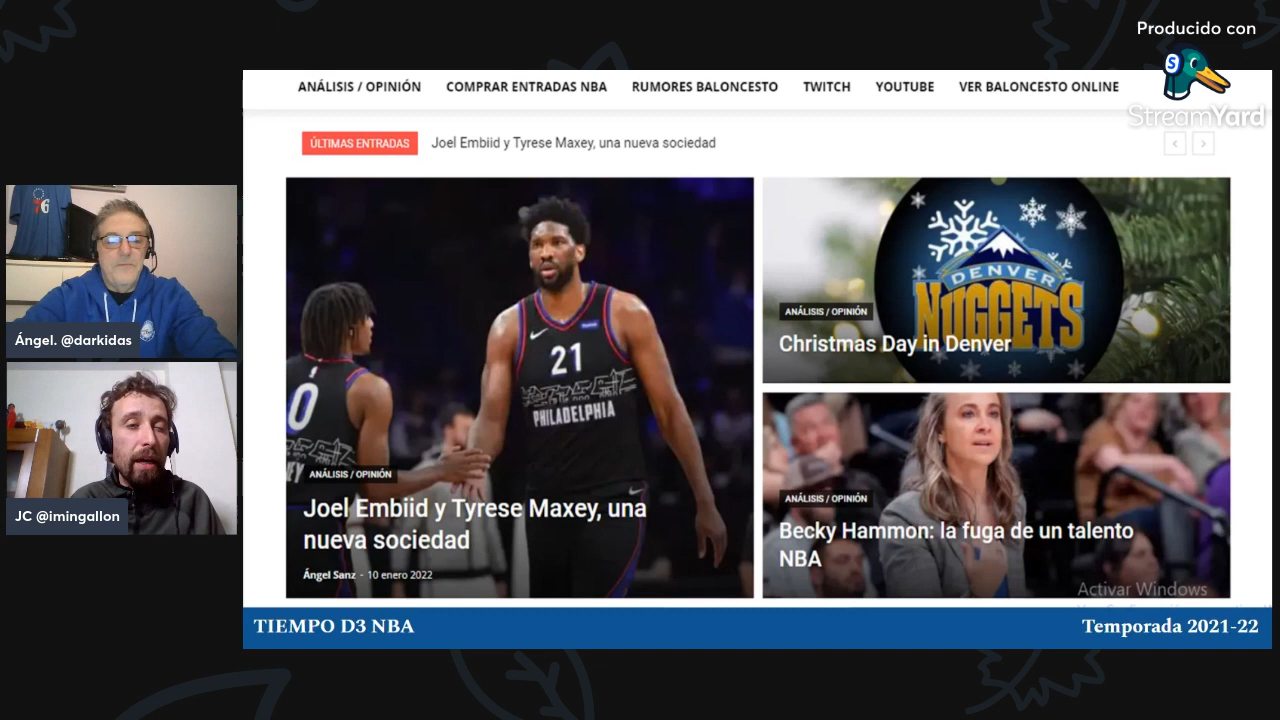 Producido con
StreamYard
ANÁLISIS / OPINIÓN
COMPRAR ENTRADAS NBA
RUMORES BALONCESTO
TWITCH
YOUTUBE
VER BALONCESTO ONLINE
ÚLTIMAS ENTRADAS
Joel Embiid y Tyrese Maxey, una nueva sociedad
76
Ángel. @darkidas
JC @imingallon
0
21
PHILADELPHIA
ANÁLISIS / OPINIÓN
Joel Embiid y Tyrese Maxey, una
nueva sociedad
Ángel Sanz - 10 enero 2022
DENVER
NUGGETS
ANÁLISIS / OPINIÓN
Christmas Day in Denver
ANÁLISIS / OPINIÓN
Becky Hammon: la fuga de un talento
NBA
Activar Windows
TIEMPO D3 NBA
Temporada 2021-22